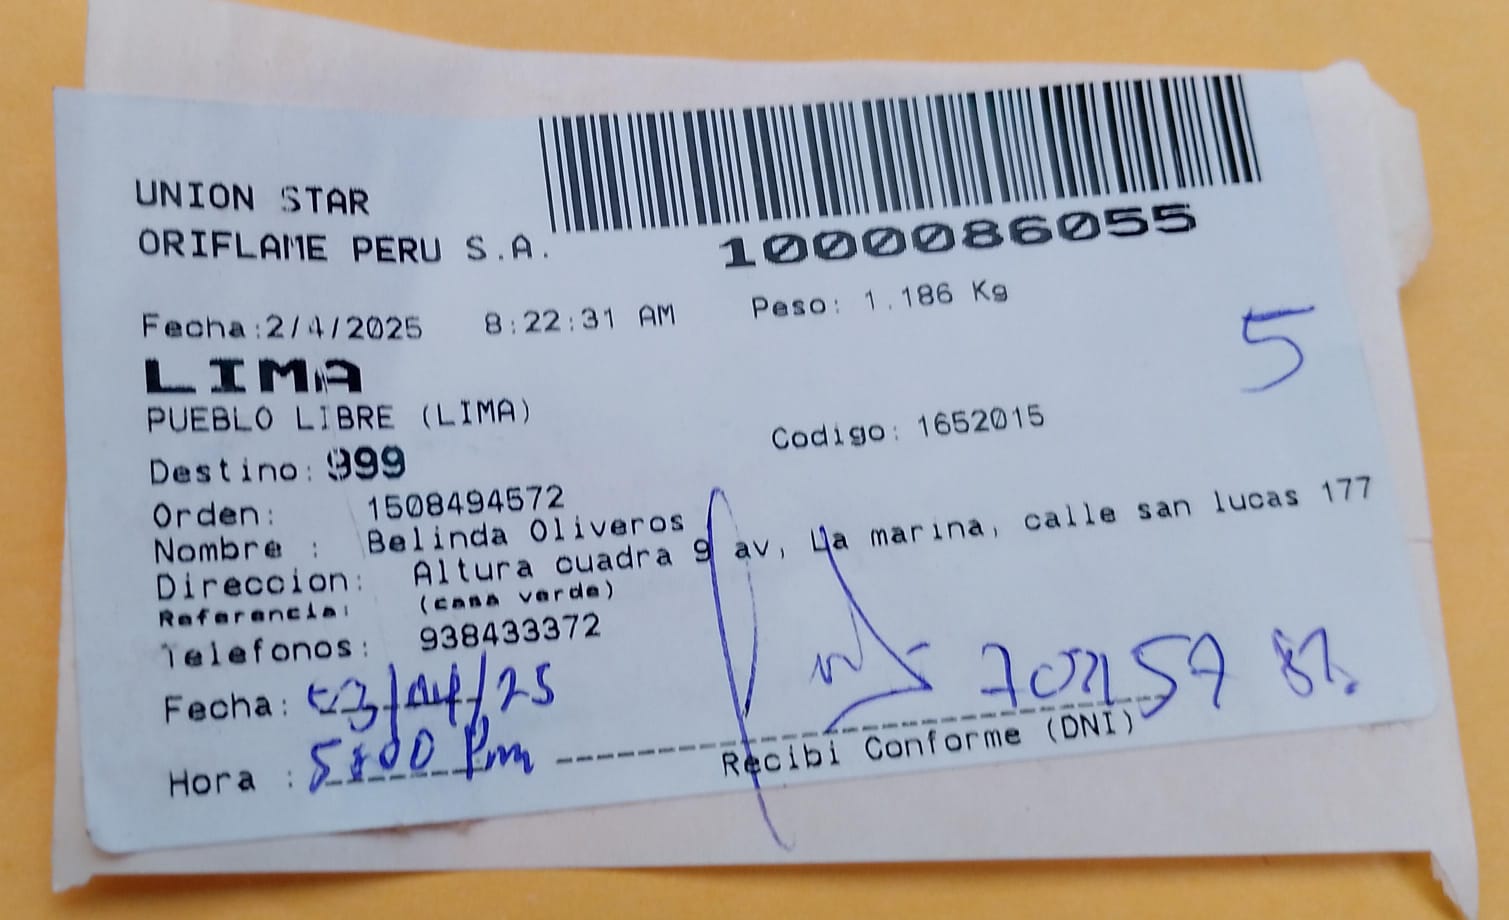 UNION STAR
ORIFLAME PERU S.A.
1000086055
Fecha:2/4/2025 8:22:31 AM Peso: 1.186 Kg
5
LIMA
PUEBLO LIBRE (LIMA)
Codigo: 1652015
Destino: 999
Orden: 1508494572
Nombre : Belinda Oliveros
Direccion: Altura cuadra 9 av, La marina, calle san lucas 177
Referencia: (casa verde)
Telefonos: 938433372
Fecha: 03/04/25
Hora : 5:00 Pm
Recibi Conforme (DNI)